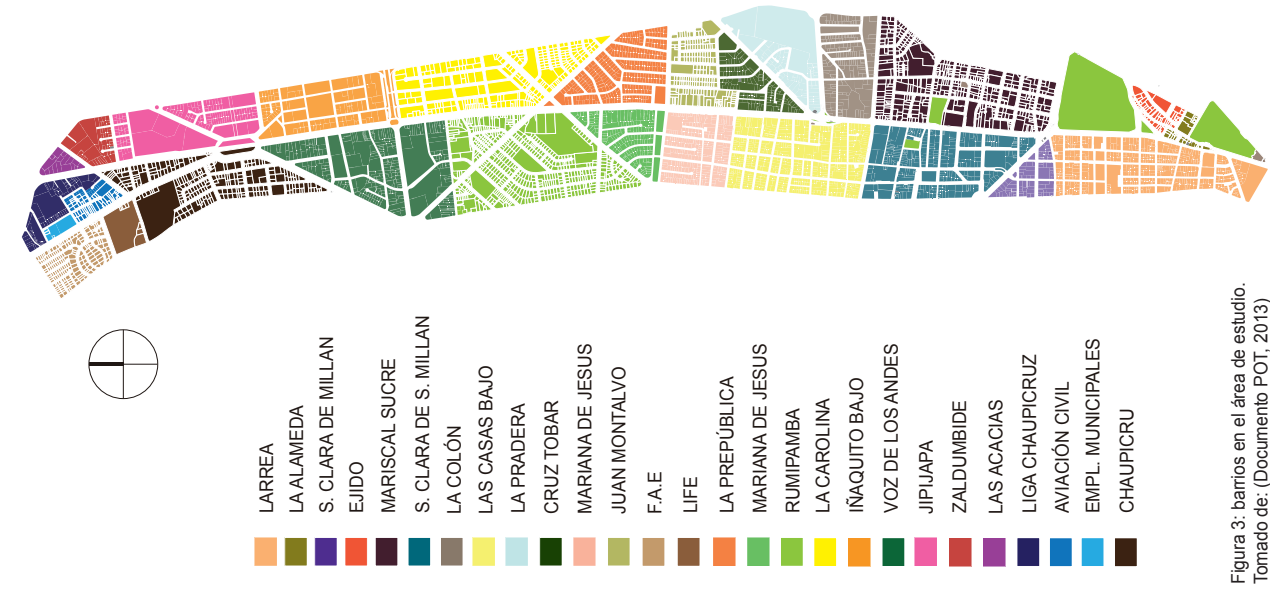 LARREA
LA ALAMEDA
S. CLARA DE MILLAN
EJIDO
MARISCAL SUCRE
S. CLARA DE S. MILLAN
LA COLÓN
LAS CASAS BAJO
LA PRADERA
CRUZ TOBAR
MARIANA DE JESUS
JUAN MONTALVO
F.A.E
LIFE
LA PREPÚBLICA
MARIANA DE JESUS
RUMIPAMBA
LA CAROLINA
IÑAQUITO BAJO
VOZ DE LOS ANDES
JIPIJAPA
ZALDUMBIDE
LAS ACACIAS
LIGA CHAUPICRUZ
AVIACIÓN CIVIL
EMPL. MUNICIPALES
CHAUPICRU
Figura 3: barrios en el área de estudio.
Tomado de: (Documento POT, 2013)